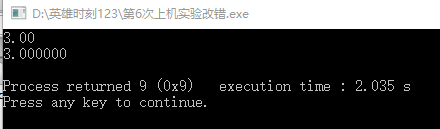 D:\英雄时刻123\第6次上机实验改错.exe
3.00
3.000000
Process returned 9 (0x9)   execution time : 2.035 s
Press any key to continue.